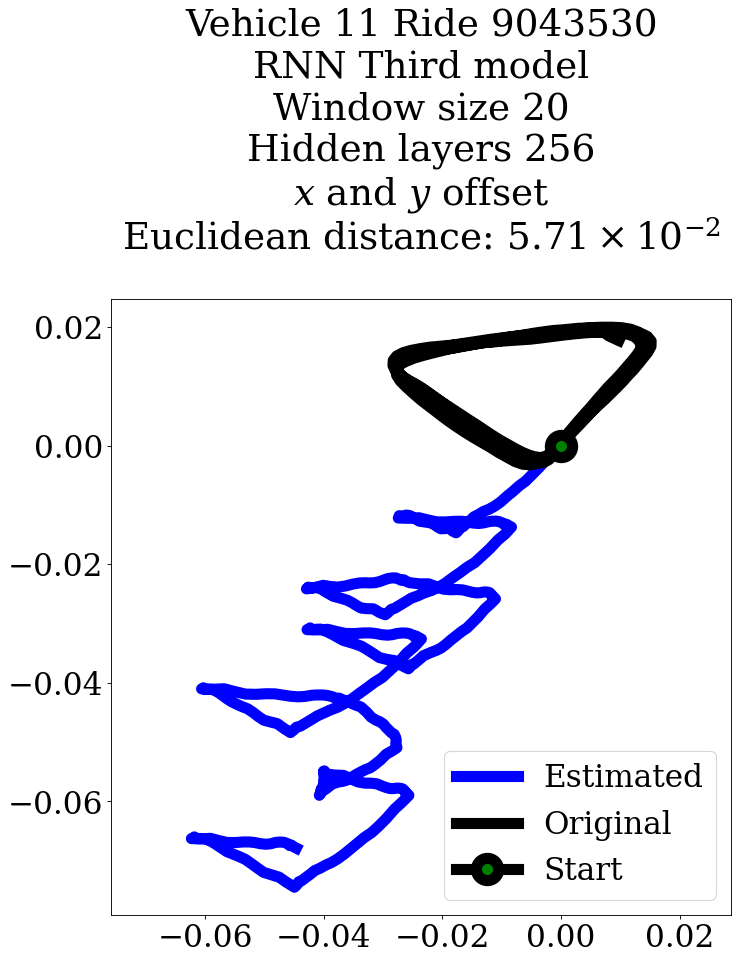 Vehicle 11 Ride 9043530
RNN Third model
Window size 20
Hidden layers 256
x and y offset
Euclidean distance: 5.71 × 10⁻²
0.02
0.00
−0.02
−0.04
−0.06
Estimated
Original
Start
−0.06 −0.04 −0.02 0.00 0.02